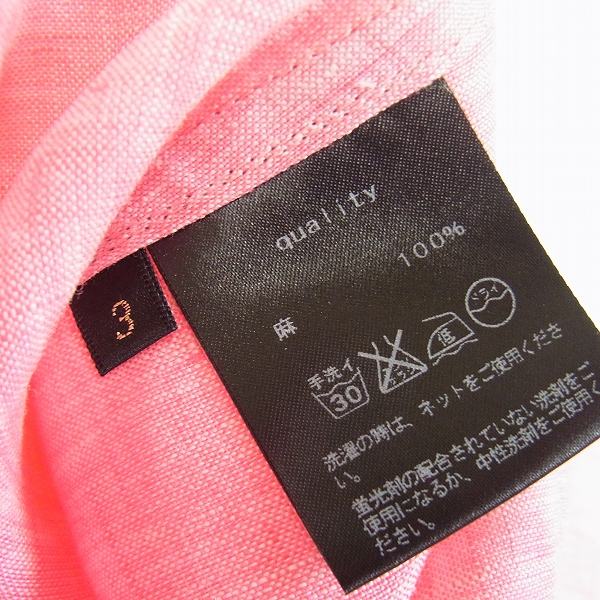 3
quality
麻 100%
手洗イ
30
低
ドライ
洗濯の時は、ネットをご使用くださ
い。
蛍光剤の配合されていない洗剤をご
使用になるか、中性洗剤をご使用く
ださい。